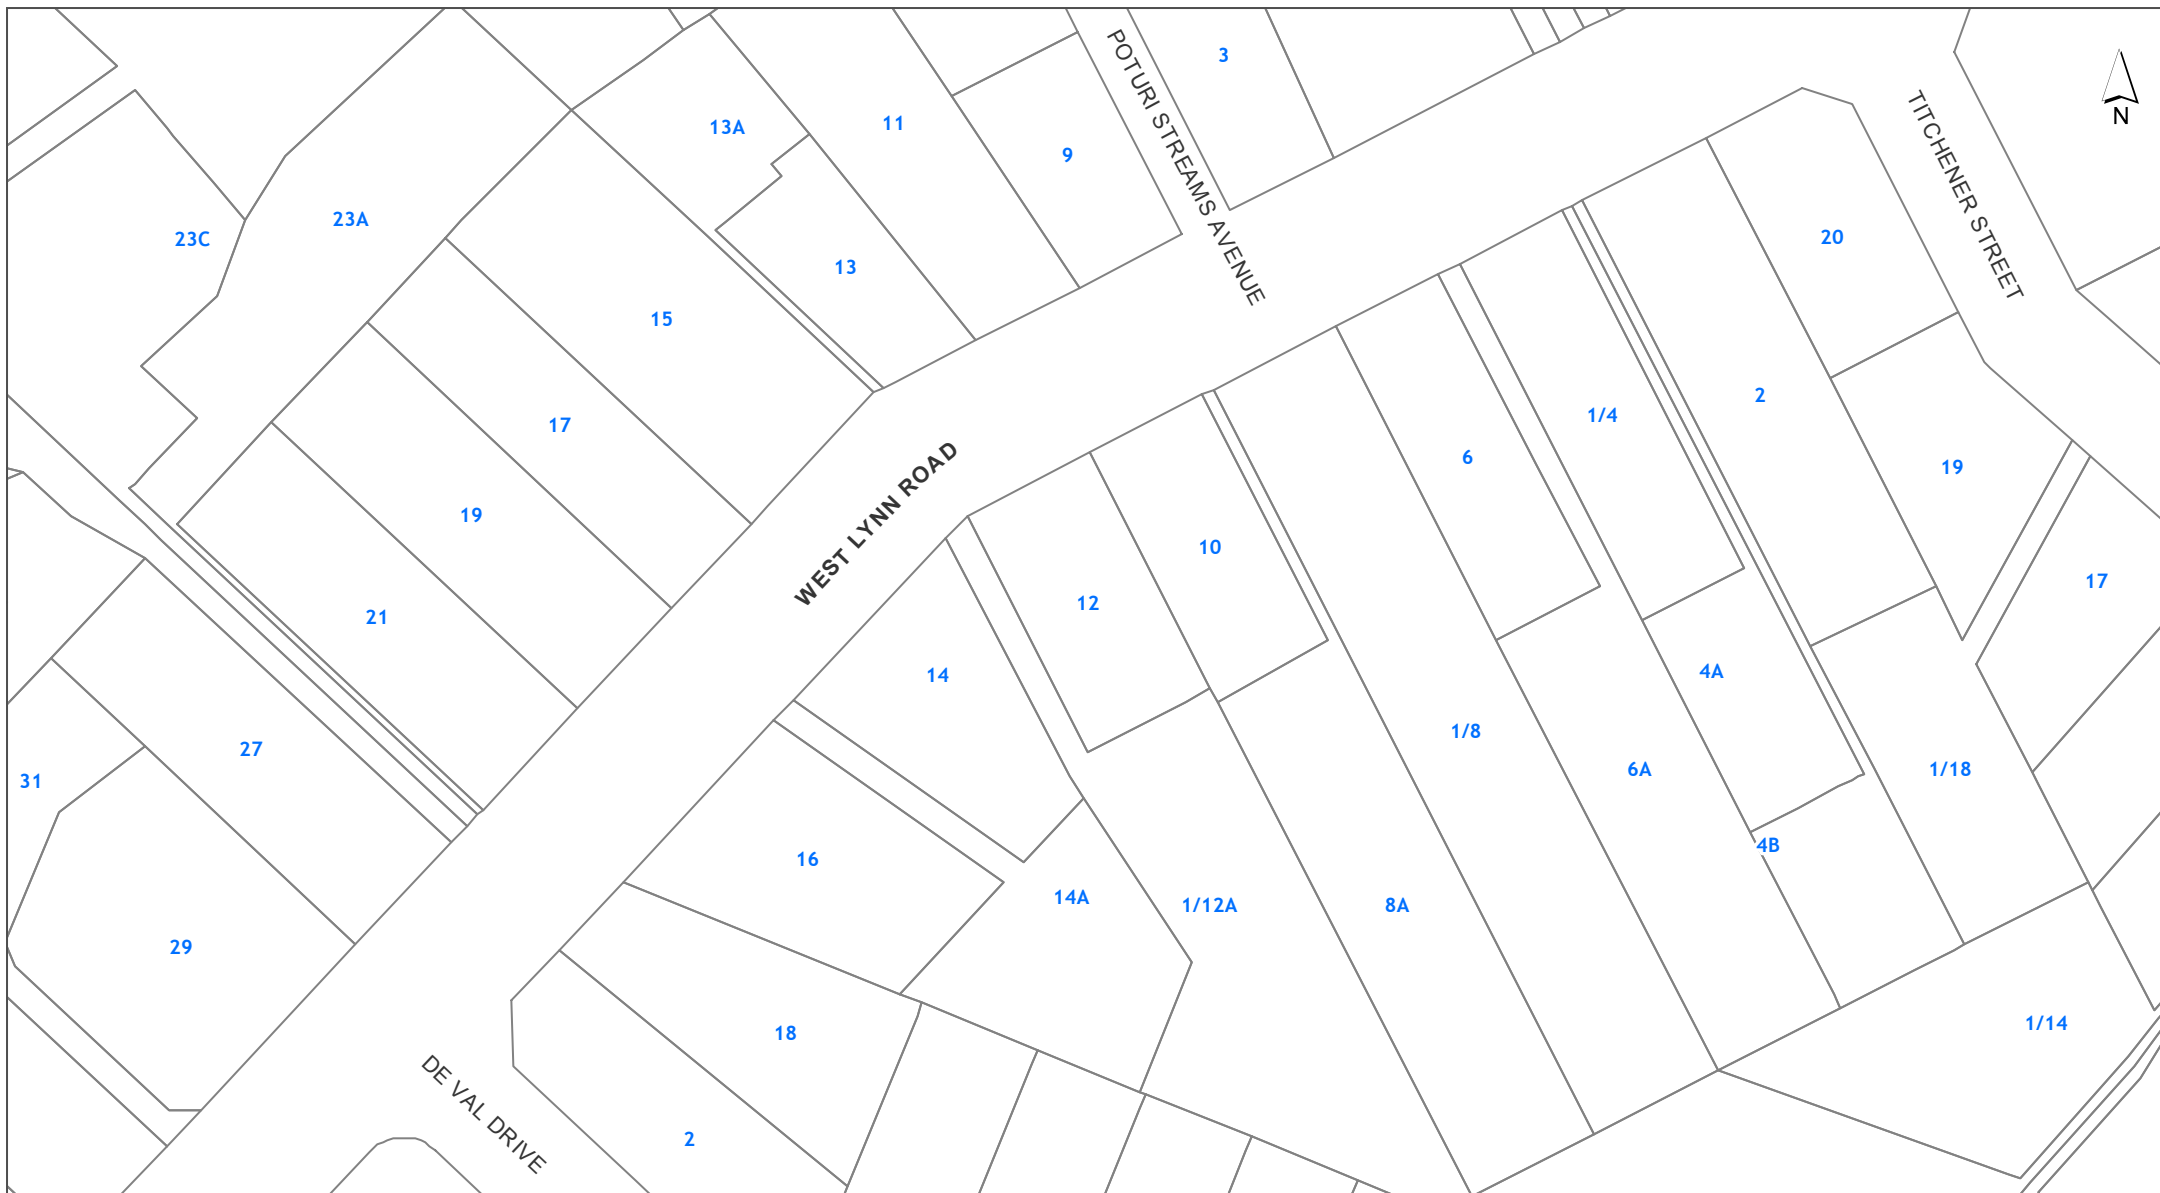 3
POTURI STREAMS AVENUE
TITCHENER STREET
N
13A
11
9
23A
23C
20
13
15
2
1/4
17
6
19
WEST LYNN ROAD
19
10
17
12
21
14
4A
1/8
27
6A
1/18
31
4B
16
14A
1/12A
8A
29
18
1/14
DE VAL DRIVE
2